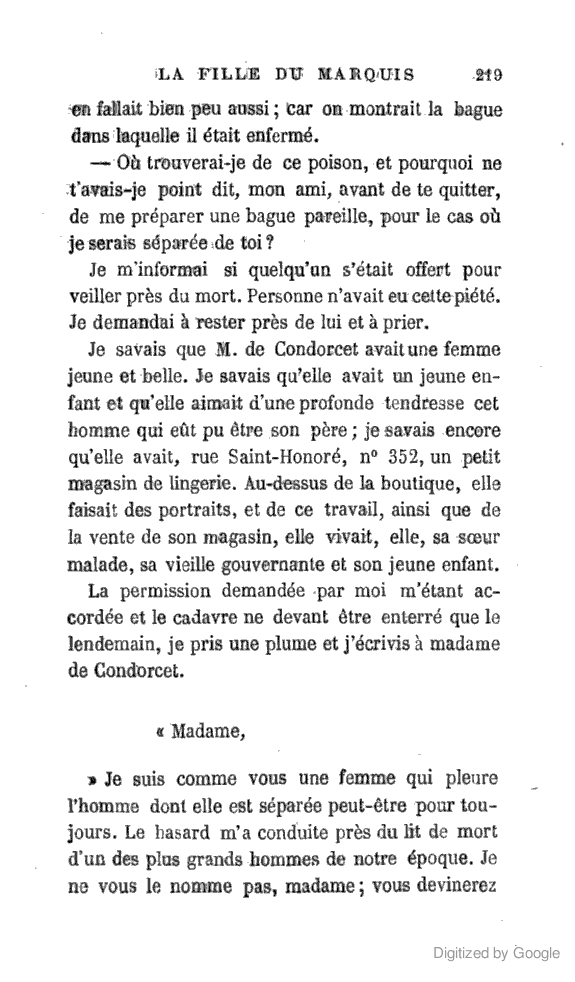 LA FILLE DU MARQUIS 219
en fallait bien peu aussi ; car on montrait la bague
dans laquelle il était enfermé.
— Où trouverai-je de ce poison, et pourquoi ne
t'avais-je point dit, mon ami, avant de te quitter,
de me préparer une bague pareille, pour le cas où
je serais séparée de toi ?
Je m'informai si quelqu'un s'était offert pour
veiller près du mort. Personne n'avait eu cette piété.
Je demandai à rester près de lui et à prier.
Je savais que M. de Condorcet avait une femme
jeune et belle. Je savais qu'elle avait un jeune en-
fant et qu'elle aimait d'une profonde tendresse cet
homme qui eût pu être son père ; je savais encore
qu'elle avait, rue Saint-Honoré, nº 352, un petit
magasin de lingerie. Au-dessus de la boutique, elle
faisait des portraits, et de ce travail, ainsi que de
la vente de son magasin, elle vivait, elle, sa sœur
malade, sa vieille gouvernante et son jeune enfant.
La permission demandée par moi m'étant ac-
cordée et le cadavre ne devant être enterré que le
lendemain, je pris une plume et j'écrivis à madame
de Condorcet.
« Madame,
» Je suis comme vous une femme qui pleure
l'homme dont elle est séparée peut-être pour tou-
jours. Le hasard m'a conduite près du lit de mort
d'un des plus grands hommes de notre époque. Je
ne vous le nomme pas, madame ; vous devinerez
Digitized by Google